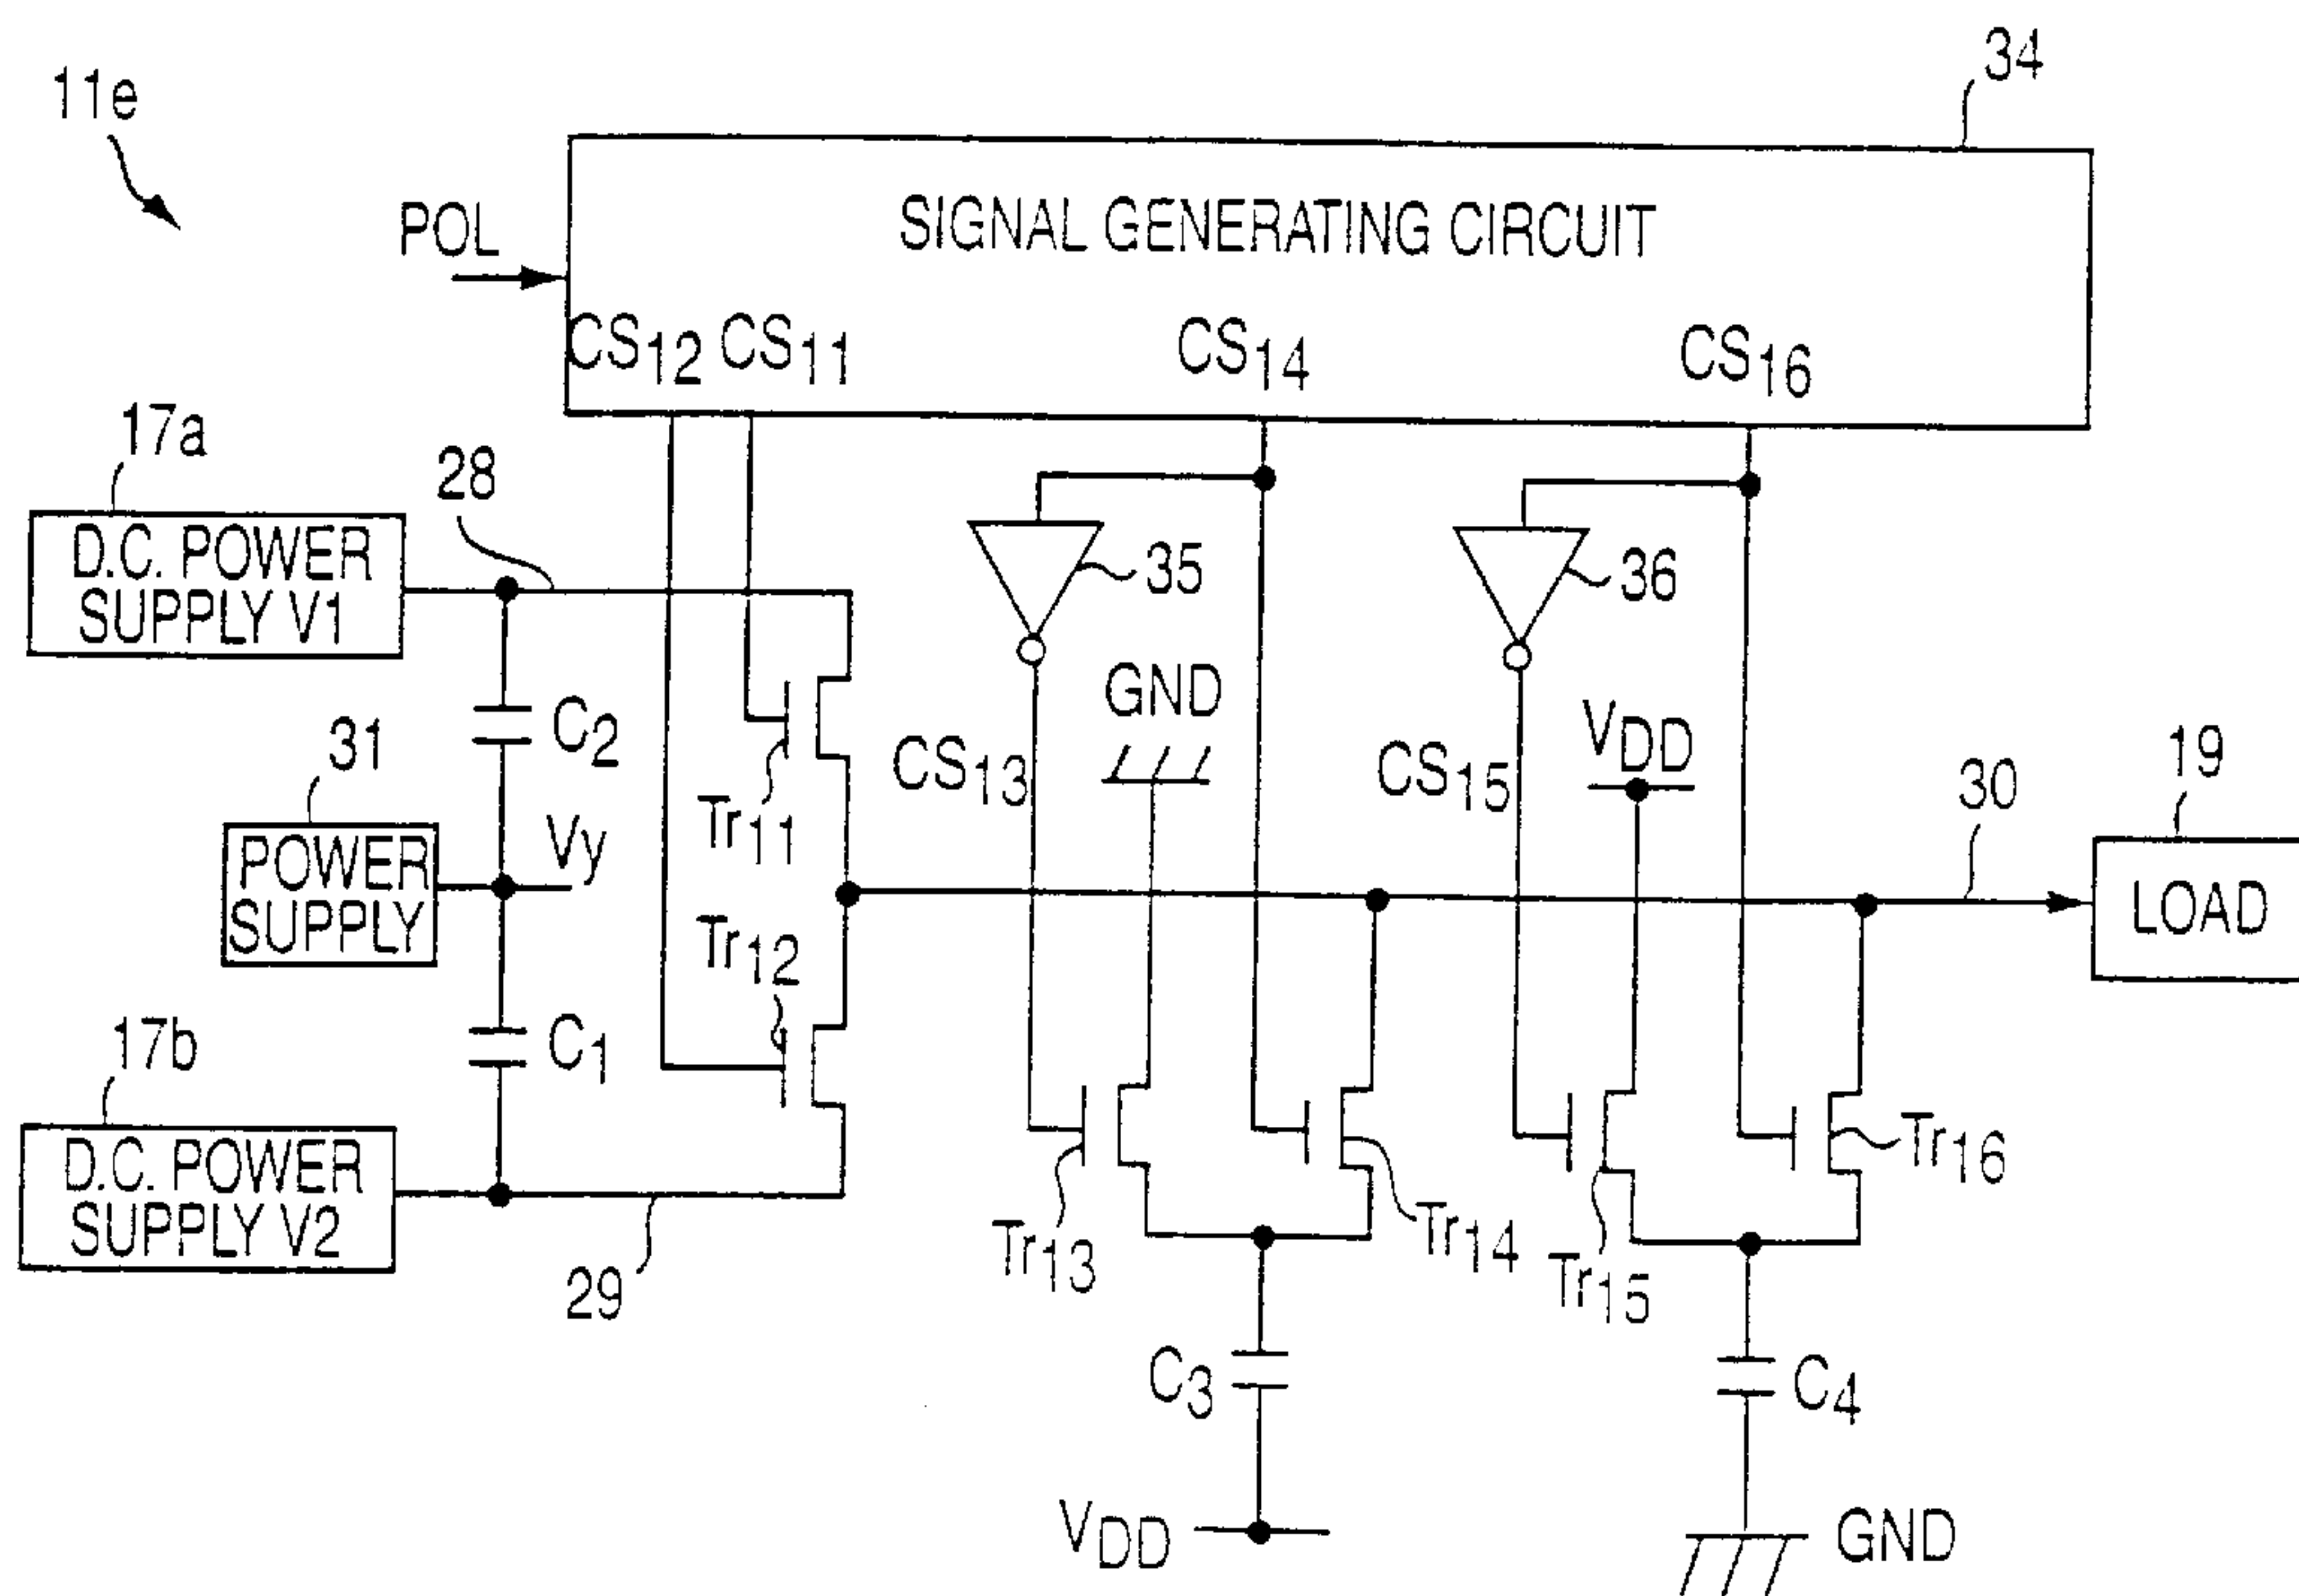 11e
34
POL
SIGNAL GENERATING CIRCUIT
CS12 CS11 CS14 CS16
17a
28
D.C. POWER
SUPPLY V1
35
36
GND
C2
31
CS13
CS15
VDD
19
30
Tr11
POWER
SUPPLY
Vy
LOAD
Tr12
17b
C1
D.C. POWER
SUPPLY V2
29
Tr13
Tr14
Tr15
Tr16
C3
C4
VDD
GND